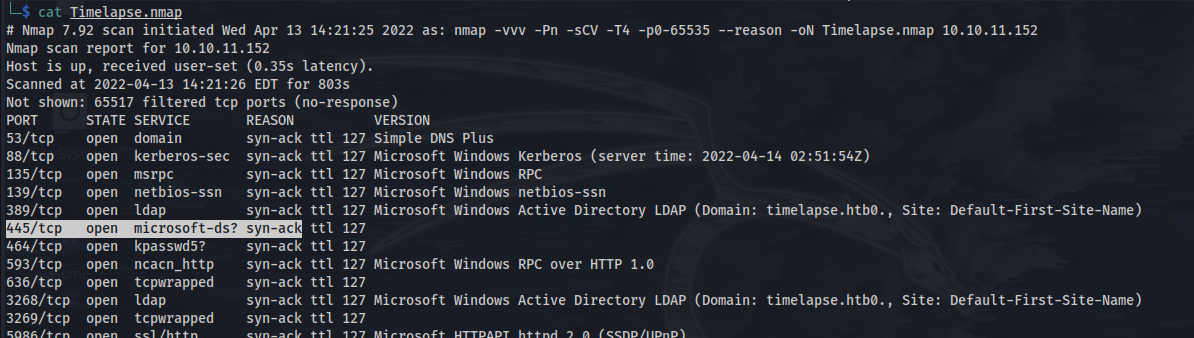 └─$ cat Timelapse.nmap
# Nmap 7.92 scan initiated Wed Apr 13 14:21:25 2022 as: nmap -vvv -Pn -sCV -T4 -p0-65535 --reason -oN Timelapse.nmap 10.10.11.152
Nmap scan report for 10.10.11.152
Host is up, received user-set (0.35s latency).
Scanned at 2022-04-13 14:21:26 EDT for 803s
Not shown: 65517 filtered tcp ports (no-response)
PORT     STATE SERVICE       REASON          VERSION
53/tcp   open  domain        syn-ack ttl 127 Simple DNS Plus
88/tcp   open  kerberos-sec  syn-ack ttl 127 Microsoft Windows Kerberos (server time: 2022-04-14 02:51:54Z)
135/tcp  open  msrpc         syn-ack ttl 127 Microsoft Windows RPC
139/tcp  open  netbios-ssn   syn-ack ttl 127 Microsoft Windows netbios-ssn
389/tcp  open  ldap          syn-ack ttl 127 Microsoft Windows Active Directory LDAP (Domain: timelapse.htb0., Site: Default-First-Site-Name)
445/tcp  open  microsoft-ds? syn-ack ttl 127
464/tcp  open  kpasswd5?     syn-ack ttl 127
593/tcp  open  ncacn_http    syn-ack ttl 127 Microsoft Windows RPC over HTTP 1.0
636/tcp  open  tcpwrapped    syn-ack ttl 127
3268/tcp open  ldap          syn-ack ttl 127 Microsoft Windows Active Directory LDAP (Domain: timelapse.htb0., Site: Default-First-Site-Name)
3269/tcp open  tcpwrapped    syn-ack ttl 127
5986/tcp open  ssl/http      syn-ack ttl 127 Microsoft HTTPAPI httpd 2.0 (SSDP/UPnP)